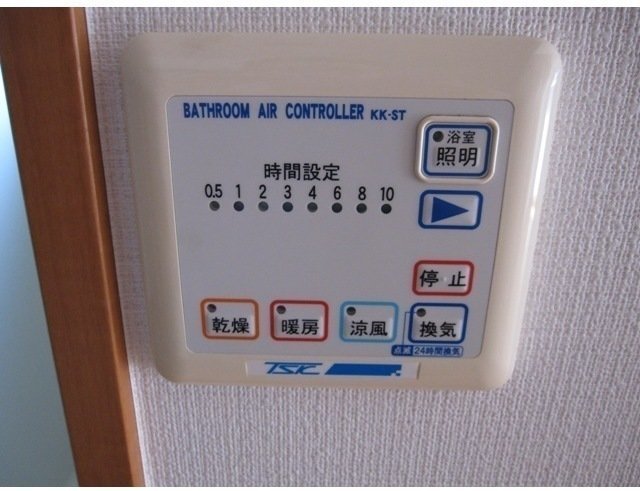 BATHROOM AIR CONTROLLER KK-ST
浴室
照明
時間設定
0.5 1 2 3 4 6 8 10
停止
乾燥 暖房 涼風 換気
点滅 24時間換気
TSK